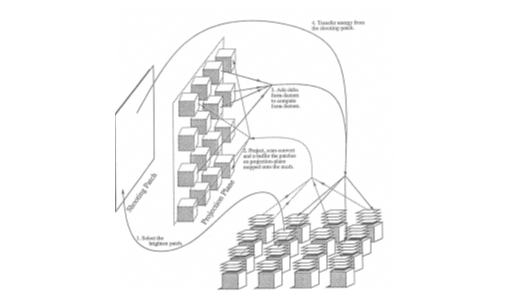 4. Transfer energy from
the shooting patch.
3. Add delta
form-factors
to compute
form-factors.
2. Project, scan convert
and z-buffer the patches
on projection plane
mapped onto the mesh.
Shooting Patch
Projection Plane
1. Select the
brightest patch.